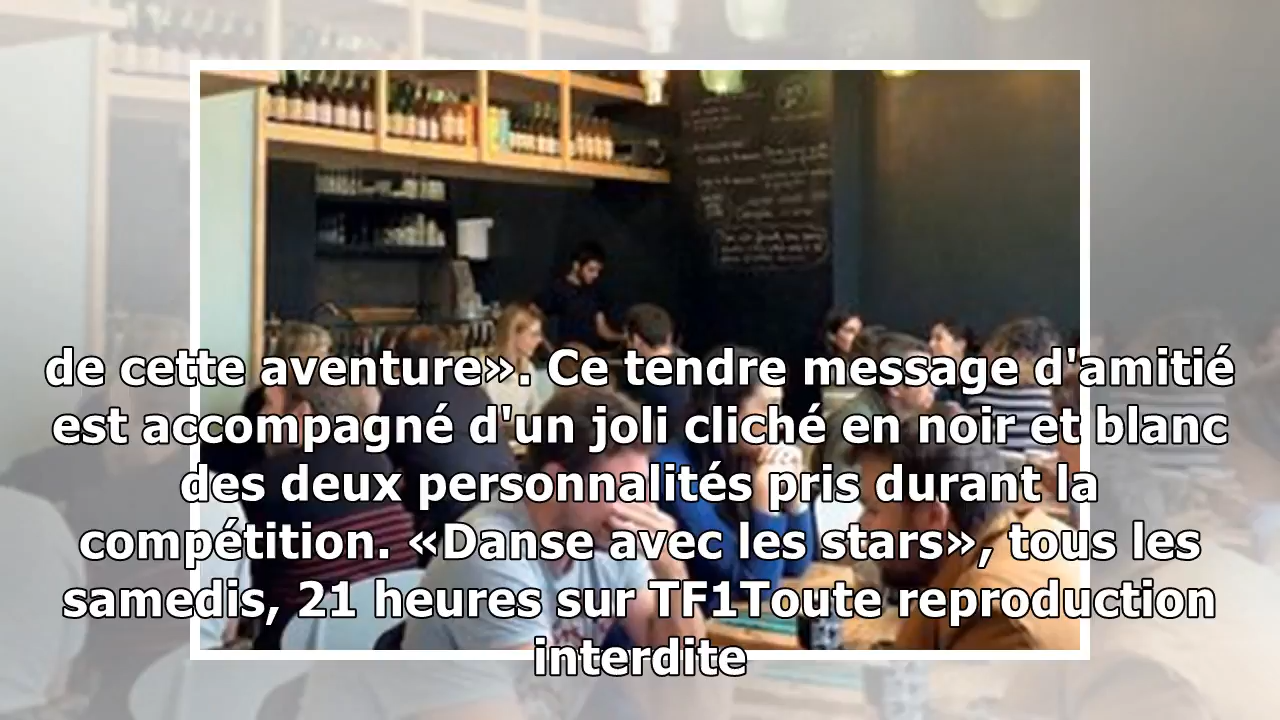 de cette aventure». Ce tendre message d'amitié
est accompagné d'un joli cliché en noir et blanc
des deux personnalités pris durant la
compétition. «Danse avec les stars», tous les
samedis, 21 heures sur TF1Toute reproduction
interdite